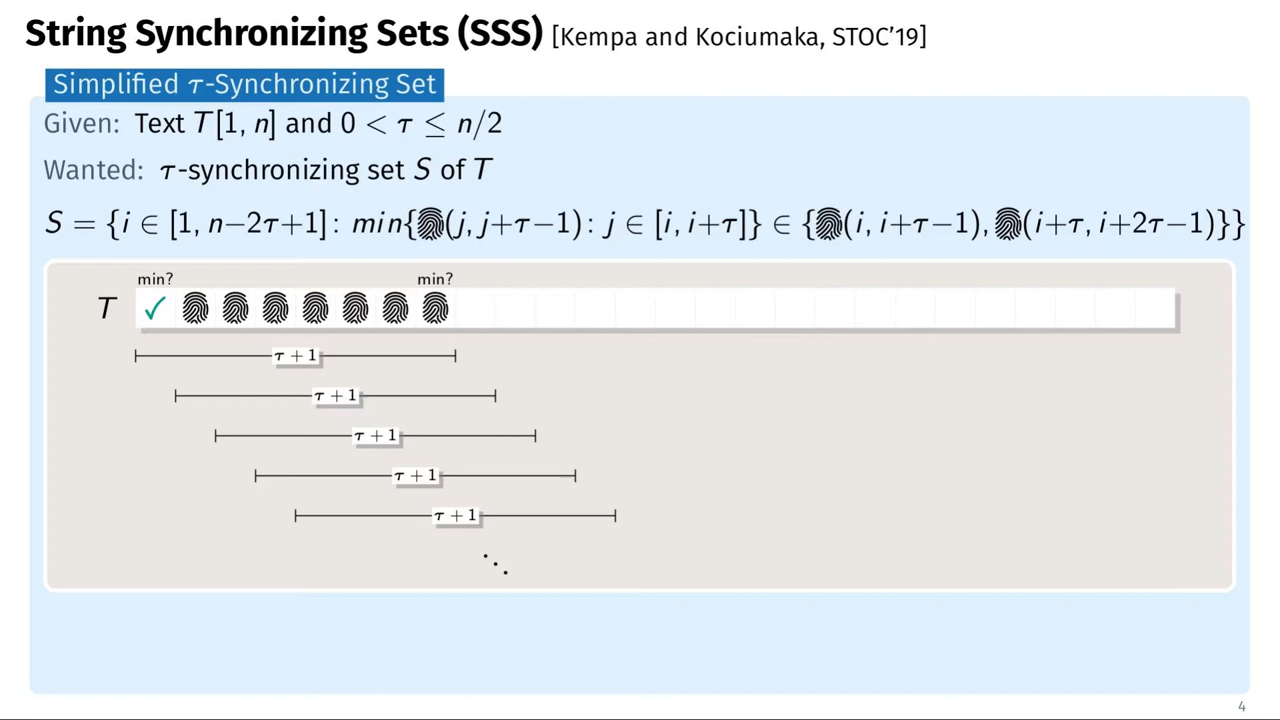 String Synchronizing Sets (SSS) [Kempa and Kociumaka, STOC’19]
Simplified τ-Synchronizing Set
Given: Text T[1, n] and 0 < τ ≤ n/2
Wanted: τ-synchronizing set S of T
S = {i ∈ [1, n−2τ+1]: min{(j, j+τ−1): j ∈ [i, i+τ]} ∈ {(i, i+τ−1), (i+τ, i+2τ−1)}}
min? min?
T ✓
τ + 1
τ + 1
τ + 1
τ + 1
τ + 1
⋱
4